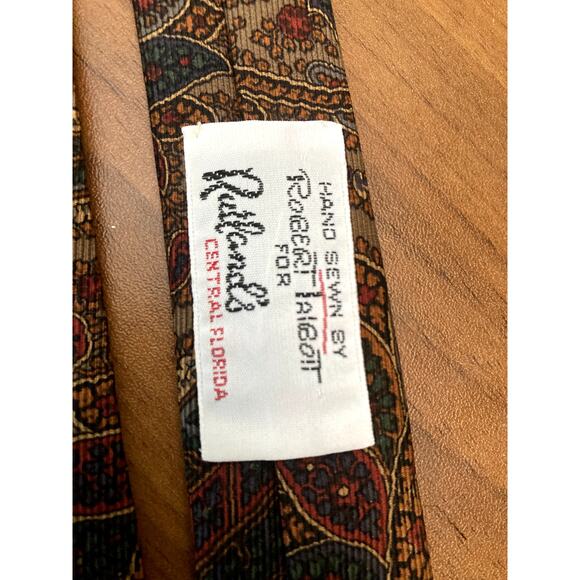 HAND SEWN BY
ROBERT TALBOTT
FOR
Rutland's
CENTRAL FLORIDA